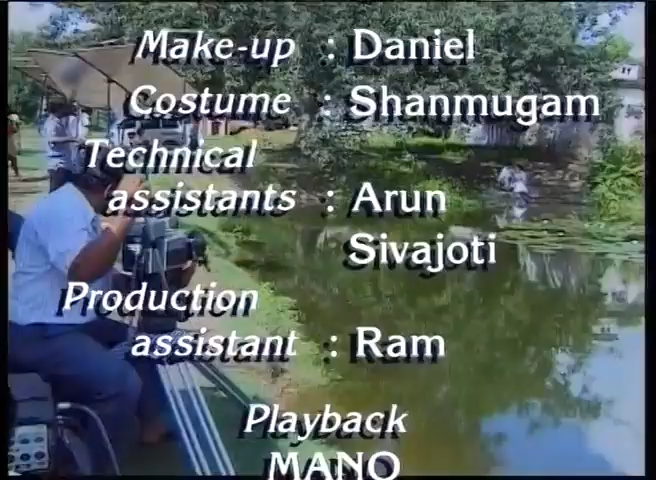 Make-up : Daniel
Costume : Shanmugam
Technical
assistants : Arun
Sivajoti
Production
assistant : Ram
Playback
MANO